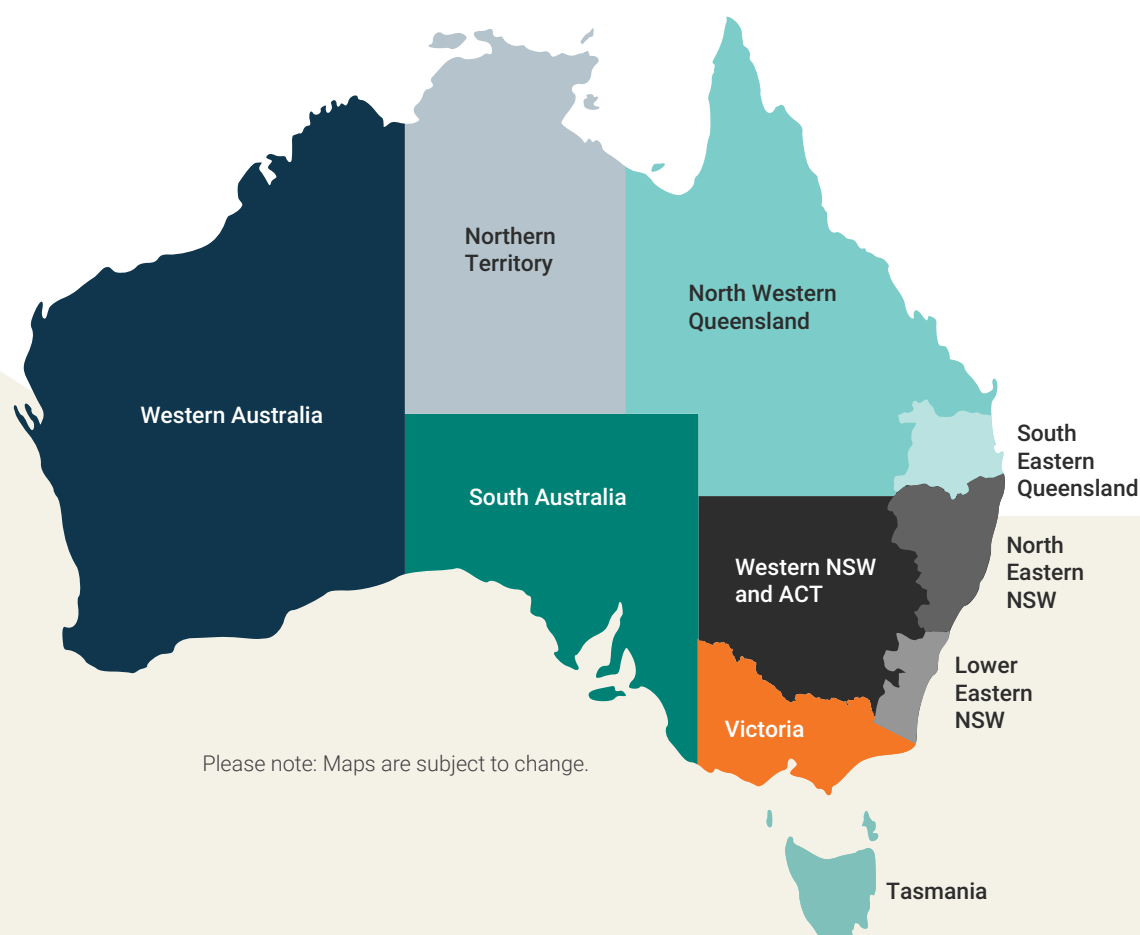 Northern
Territory
North Western
Queensland
Western Australia
South
Eastern
Queensland
South Australia
North
Eastern
NSW
Western NSW
and ACT
Lower
Eastern
NSW
Victoria
Please note: Maps are subject to change.
Tasmania